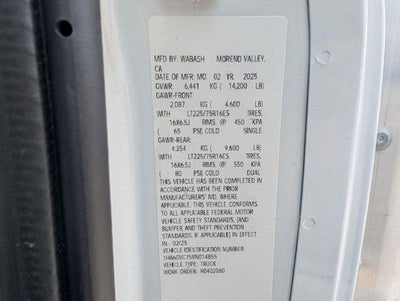 MFD BY: WABASH MORENO VALLEY,
CA
DATE OF MFR: MO. 02 YR. 2025
GVWR: 6,441 KG ( 14,200 LB)
GAWR-FRONT:
2,087 KG ( 4,600 LB)
WITH LT225/75R16ES TIRES,
16X6.5J RIMS, @ 450 KPA
( 65 PSI) COLD SINGLE
GAWR-REAR:
4,354 KG ( 9,600 LB)
WITH LT225/75R16ES TIRES,
16X6.5J RIMS, @ 550 KPA
( 80 PSI) COLD DUAL
THIS VEHICLE HAS BEEN COMPLETED IN
ACCORDANCE WITH THE PRIOR
MANUFACTURERS' IVD. WHERE
APPLICABLE. THIS VEHICLE CONFORMS TO
ALL APPLICABLE FEDERAL MOTOR
VEHICLE SAFETY STANDARDS, [AND
BUMPER AND THEFT PREVENTION
STANDARDS, IF APPLICABLE] IN EFFECT
IN: 02/25
VEHICLE IDENTIFICATION NUMBER:
1HA6GVC75RN014855
VEHICLE TYPE: TRUCK
WORK ORDER: R0402060